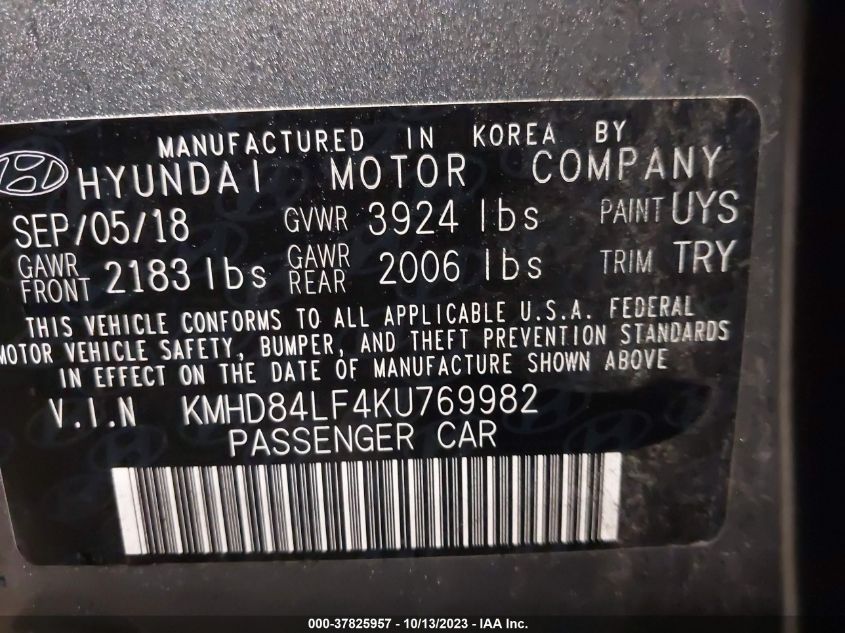 MANUFACTURED IN KOREA BY
HYUNDAI MOTOR COMPANY
SEP/05/18 GVWR 3924 lbs PAINT UYS
GAWR FRONT 2183 lbs GAWR REAR 2006 lbs TRIM TRY
THIS VEHICLE CONFORMS TO ALL APPLICABLE U.S.A. FEDERAL
MOTOR VEHICLE SAFETY, BUMPER, AND THEFT PREVENTION STANDARDS
IN EFFECT ON THE DATE OF MANUFACTURE SHOWN ABOVE
V.I.N KMHD84LF4KU769982
PASSENGER CAR
000-37825957 - 10/13/2023 - IAA Inc.